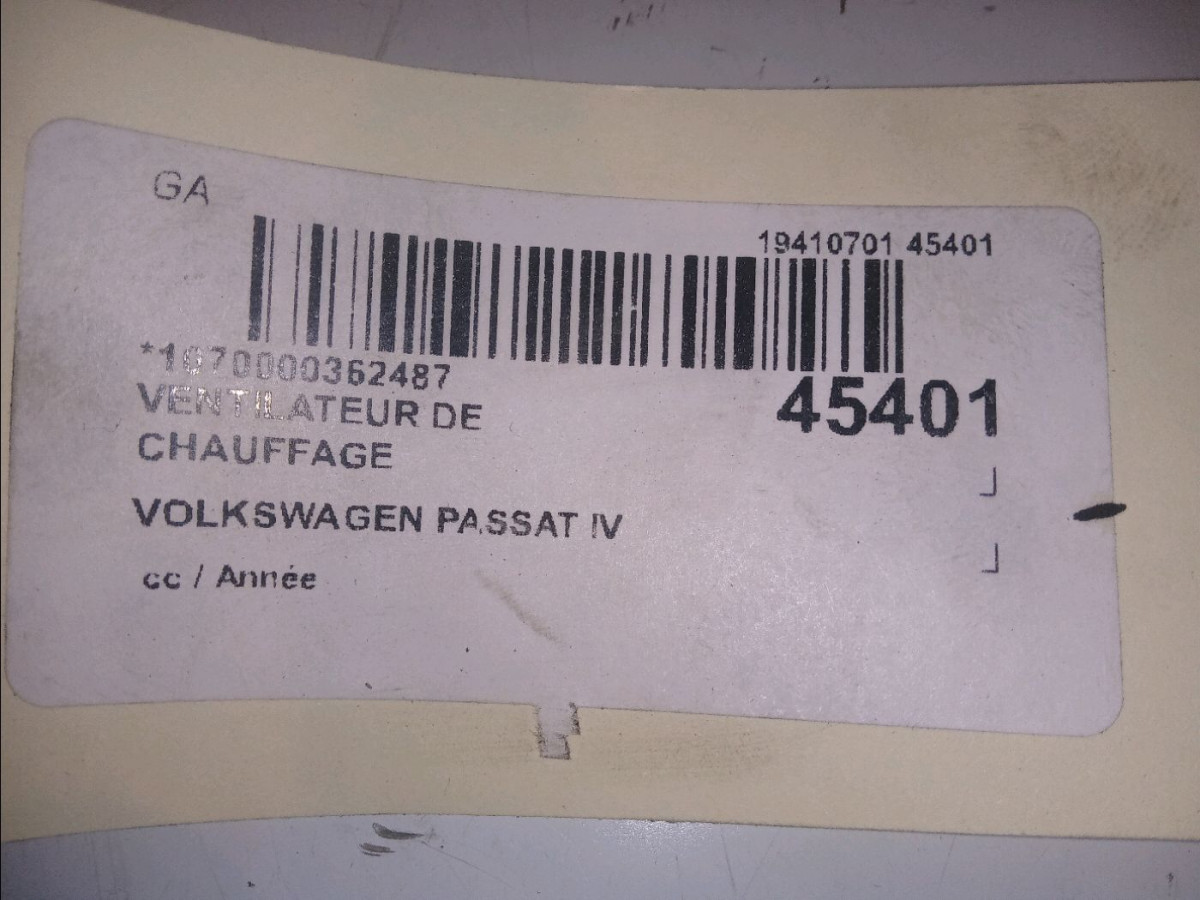 GA
19410701 45401
*1070000362487
45401
VENTILATEUR DE
CHAUFFAGE
VOLKSWAGEN PASSAT IV
cc / Année